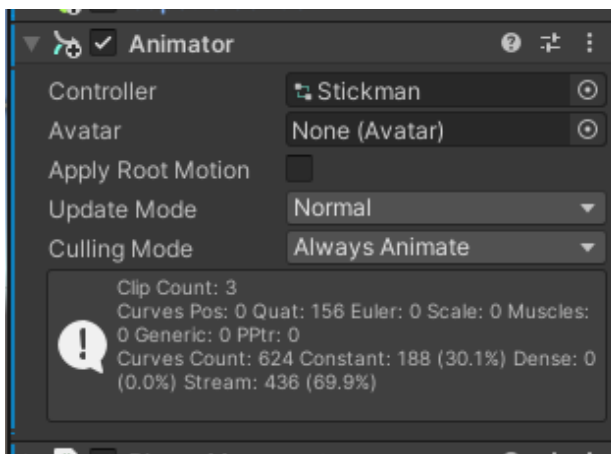 Animator
Controller Stickman
Avatar None (Avatar)
Apply Root Motion
Update Mode Normal
Culling Mode Always Animate
Clip Count: 3
Curves Pos: 0 Quat: 156 Euler: 0 Scale: 0 Muscles:
0 Generic: 0 PPtr: 0
Curves Count: 624 Constant: 188 (30.1%) Dense: 0
(0.0%) Stream: 436 (69.9%)